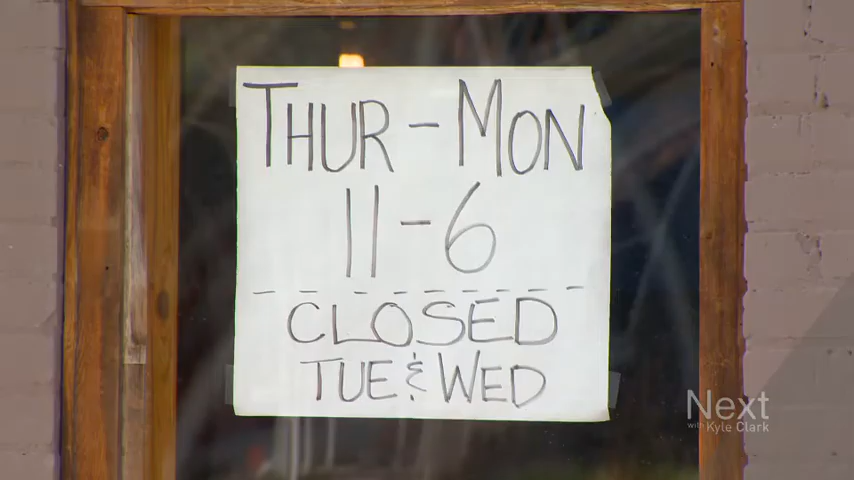 THUR - MON
11-6
CLOSED
TUE & WED
Next
with Kyle Clark